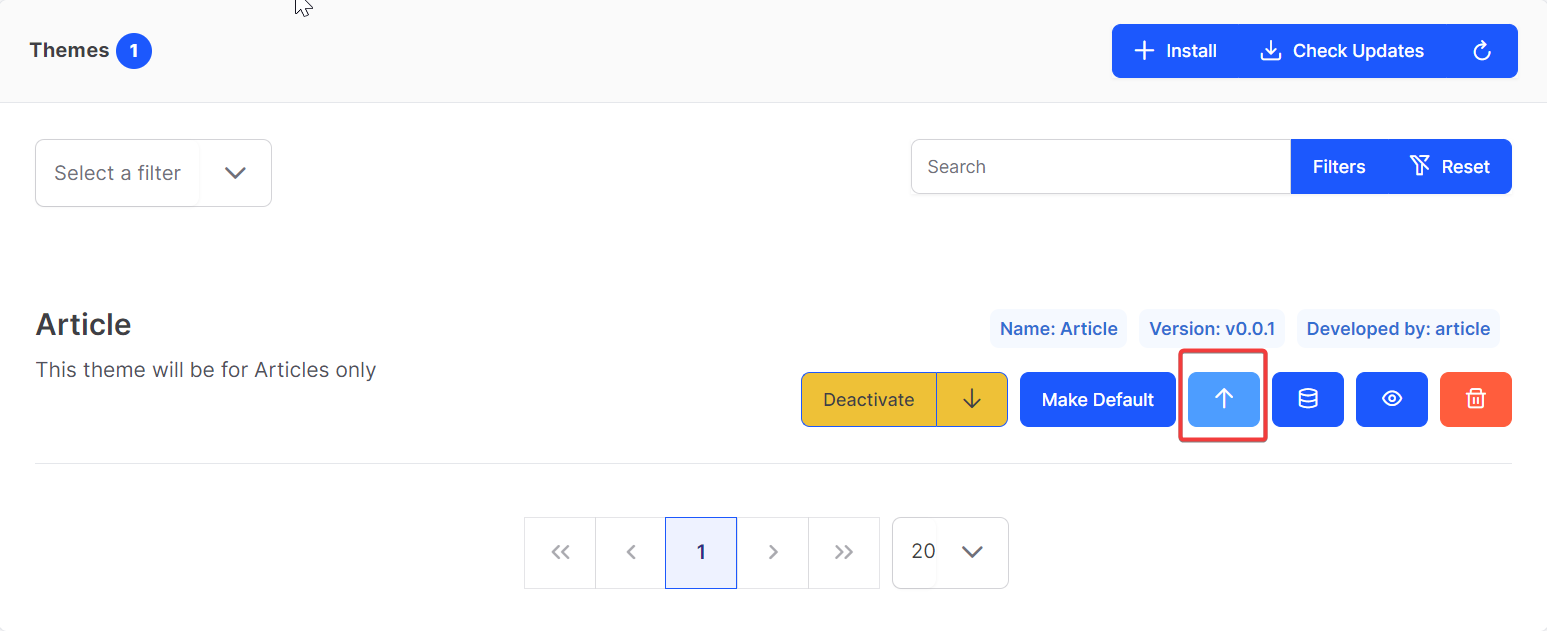 Themes 1
Install Check Updates
Select a filter
Search Filters Reset
Article
Name: Article Version: v0.0.1 Developed by: article
This theme will be for Articles only
Deactivate Make Default
1 20